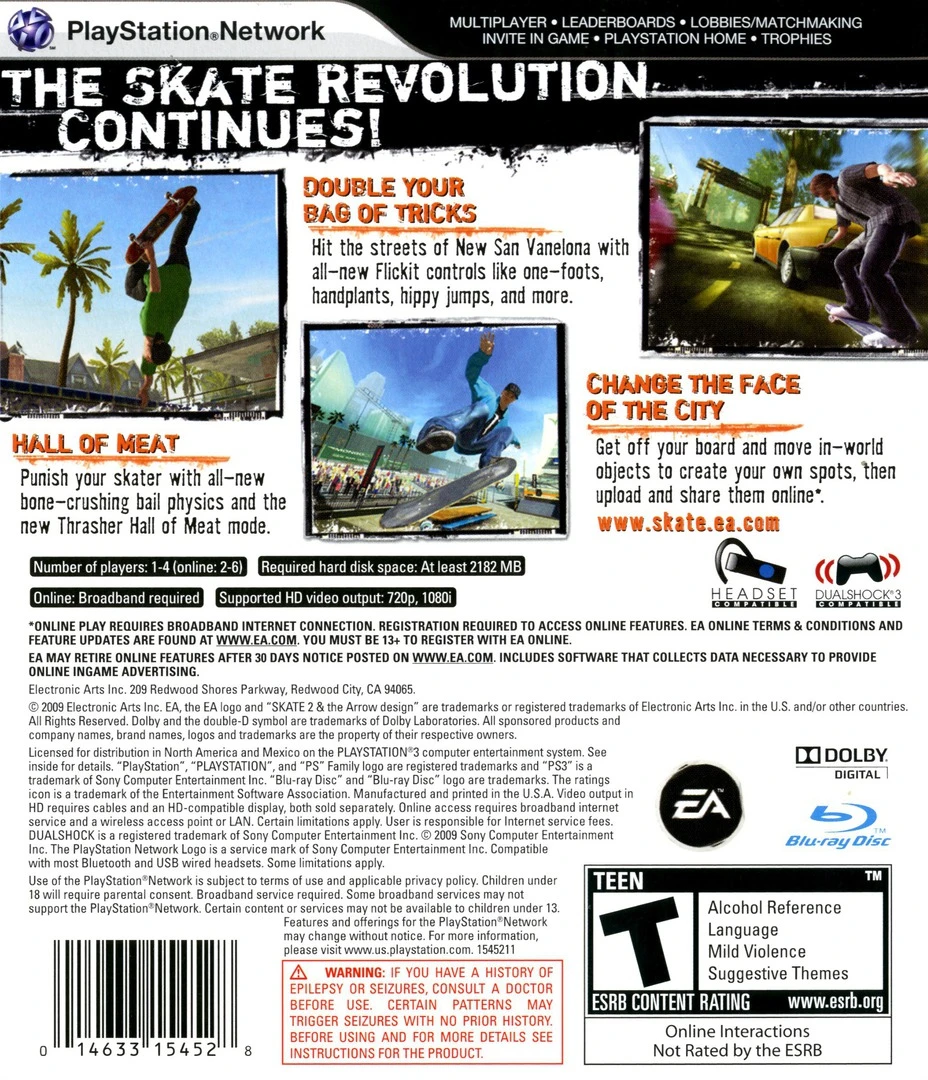 PlayStation®Network
MULTIPLAYER • LEADERBOARDS • LOBBIES/MATCHMAKING
INVITE IN GAME • PLAYSTATION HOME • TROPHIES
THE SKATE REVOLUTION
CONTINUES!
DOUBLE YOUR
BAG OF TRICKS
Hit the streets of New San Vanelona with
all-new Flickit controls like one-foots,
handplants, hippy jumps, and more.
CHANGE THE FACE
OF THE CITY
Get off your board and move in-world
objects to create your own spots, then
upload and share them online*.
www.skate.ea.com
HALL OF MEAT
Punish your skater with all-new
bone-crushing bail physics and the
new Thrasher Hall of Meat mode.
Number of players: 1-4 (online: 2-6)
Required hard disk space: At least 2182 MB
Online: Broadband required
Supported HD video output: 720p, 1080i
HEADSET
COMPATIBLE
DUALSHOCK®3
COMPATIBLE
*ONLINE PLAY REQUIRES BROADBAND INTERNET CONNECTION. REGISTRATION REQUIRED TO ACCESS ONLINE FEATURES. EA ONLINE TERMS & CONDITIONS AND
FEATURE UPDATES ARE FOUND AT WWW.EA.COM. YOU MUST BE 13+ TO REGISTER WITH EA ONLINE.
EA MAY RETIRE ONLINE FEATURES AFTER 30 DAYS NOTICE POSTED ON WWW.EA.COM. INCLUDES SOFTWARE THAT COLLECTS DATA NECESSARY TO PROVIDE
ONLINE INGAME ADVERTISING.
Electronic Arts Inc. 209 Redwood Shores Parkway, Redwood City, CA 94065.
© 2009 Electronic Arts Inc. EA, the EA logo and “SKATE 2 & the Arrow design” are trademarks or registered trademarks of Electronic Arts Inc. in the U.S. and/or other countries.
All Rights Reserved. Dolby and the double-D symbol are trademarks of Dolby Laboratories. All sponsored products and
company names, brand names, logos and trademarks are the property of their respective owners.
Licensed for distribution in North America and Mexico on the PLAYSTATION®3 computer entertainment system. See
inside for details. “PlayStation”, “PLAYSTATION”, and “PS” Family logo are registered trademarks and “PS3” is a
trademark of Sony Computer Entertainment Inc. “Blu-ray Disc” and “Blu-ray Disc” logo are trademarks. The ratings
icon is a trademark of the Entertainment Software Association. Manufactured and printed in the U.S.A. Video output in
HD requires cables and an HD-compatible display, both sold separately. Online access requires broadband internet
service and a wireless access point or LAN. Certain limitations apply. User is responsible for Internet service fees.
DUALSHOCK is a registered trademark of Sony Computer Entertainment Inc. © 2009 Sony Computer Entertainment
Inc. The PlayStation Network Logo is a service mark of Sony Computer Entertainment Inc. Compatible
with most Bluetooth and USB wired headsets. Some limitations apply.
Use of the PlayStation®Network is subject to terms of use and applicable privacy policy. Children under
18 will require parental consent. Broadband service required. Some broadband services may not
support the PlayStation®Network. Certain content or services may not be available to children under 13.
Features and offerings for the PlayStation®Network
may change without notice. For more information,
please visit www.us.playstation.com. 1545211
EA
DOLBY
DIGITAL
Blu-ray Disc™
WARNING: IF YOU HAVE A HISTORY OF
EPILEPSY OR SEIZURES, CONSULT A DOCTOR
BEFORE USE. CERTAIN PATTERNS MAY
TRIGGER SEIZURES WITH NO PRIOR HISTORY.
BEFORE USING AND FOR MORE DETAILS SEE
INSTRUCTIONS FOR THE PRODUCT.
0 14633 15452 8
TEEN ™
T
Alcohol Reference
Language
Mild Violence
Suggestive Themes
ESRB CONTENT RATING www.esrb.org
Online Interactions
Not Rated by the ESRB